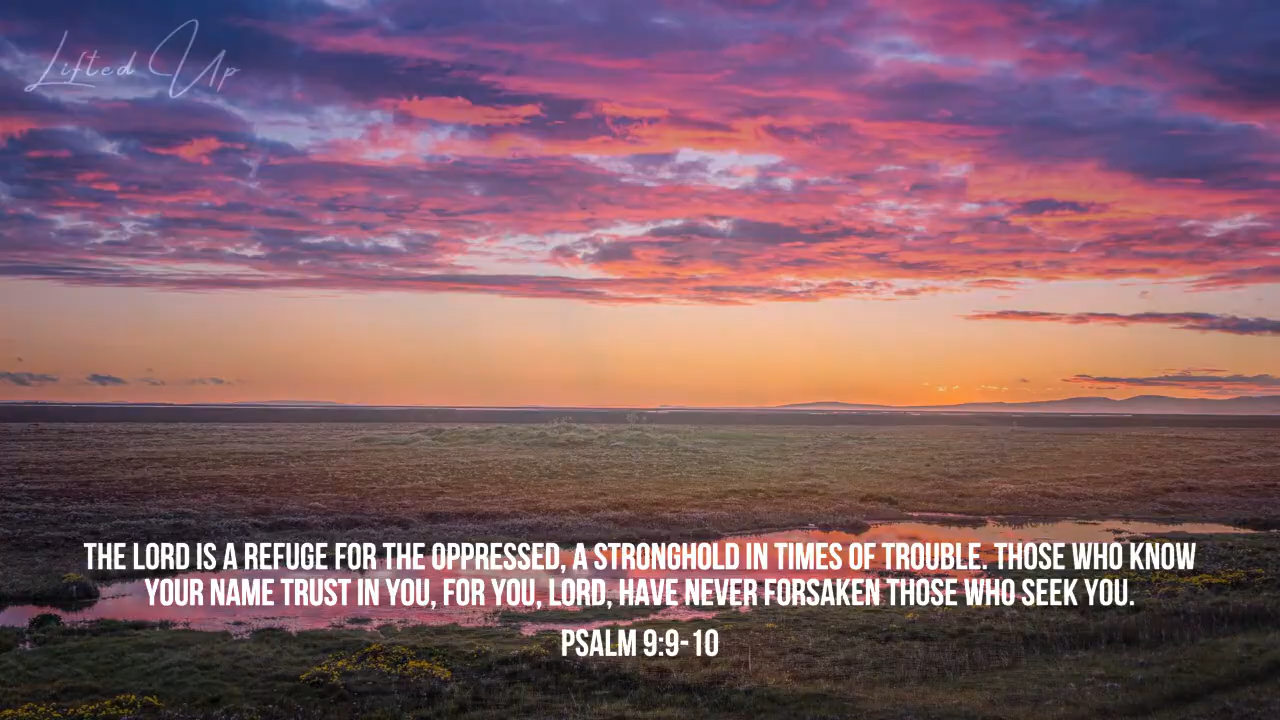 Lifted Up
THE LORD IS A REFUGE FOR THE OPPRESSED, A STRONGHOLD IN TIMES OF TROUBLE. THOSE WHO KNOW
YOUR NAME TRUST IN YOU, FOR YOU, LORD, HAVE NEVER FORSAKEN THOSE WHO SEEK YOU.
PSALM 9:9-10